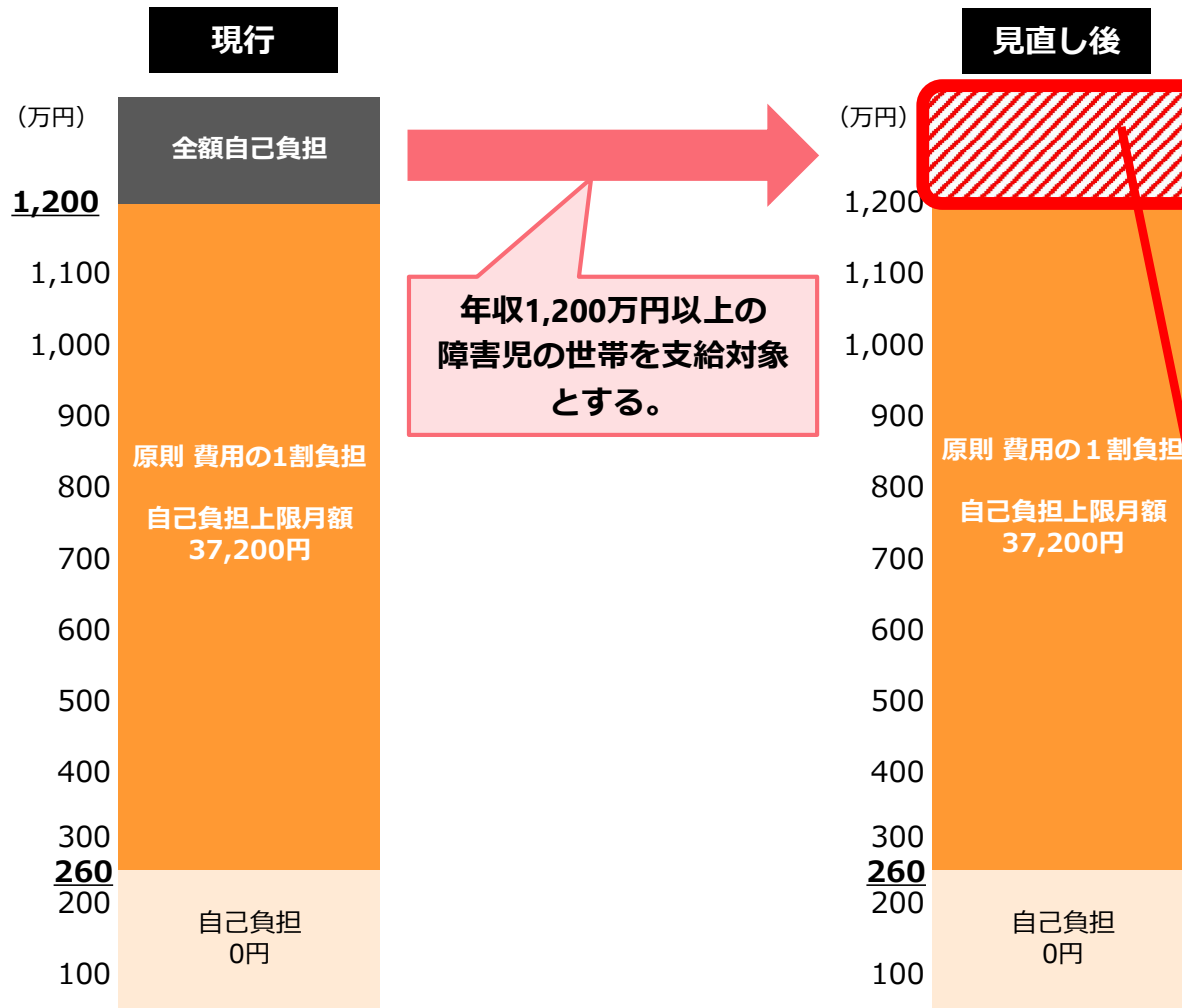 現行
（万円）
全額自己負担
1,200
1,100
1,000
900
原則 費用の1割負担
800
自己負担上限月額
37,200円
700
600
500
400
300
260
200
自己負担
0円
100
年収1,200万円以上の
障害児の世帯を支給対象
とする。
見直し後
（万円）
1,200
1,100
1,000
900
原則 費用の１割負担
800
自己負担上限月額
37,200円
700
600
500
400
300
260
200
自己負担
0円
100